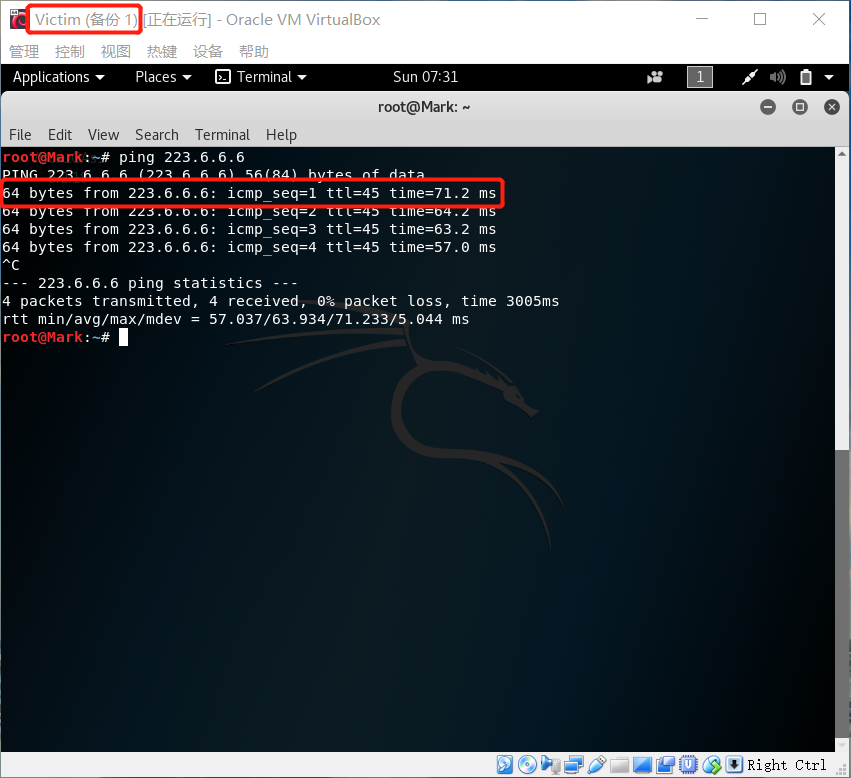 Victim (备份 1) [正在运行] - Oracle VM VirtualBox
管理 控制 视图 热键 设备 帮助
Applications Places Terminal Sun 07:31 1
root@Mark: ~
File Edit View Search Terminal Help
root@Mark:~# ping 223.6.6.6
PING 223.6.6.6 (223.6.6.6) 56(84) bytes of data.
64 bytes from 223.6.6.6: icmp_seq=1 ttl=45 time=71.2 ms
64 bytes from 223.6.6.6: icmp_seq=2 ttl=45 time=64.2 ms
64 bytes from 223.6.6.6: icmp_seq=3 ttl=45 time=63.2 ms
64 bytes from 223.6.6.6: icmp_seq=4 ttl=45 time=57.0 ms
^C
--- 223.6.6.6 ping statistics ---
4 packets transmitted, 4 received, 0% packet loss, time 3005ms
rtt min/avg/max/mdev = 57.037/63.934/71.233/5.044 ms
root@Mark:~#
Right Ctrl